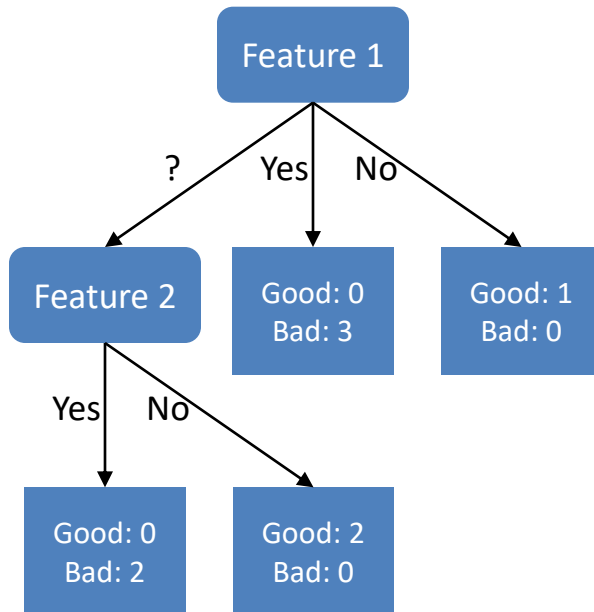 Feature 1
?
Yes
No
Feature 2
Good: 0
Bad: 3
Good: 1
Bad: 0
Yes
No
Good: 0
Bad: 2
Good: 2
Bad: 0